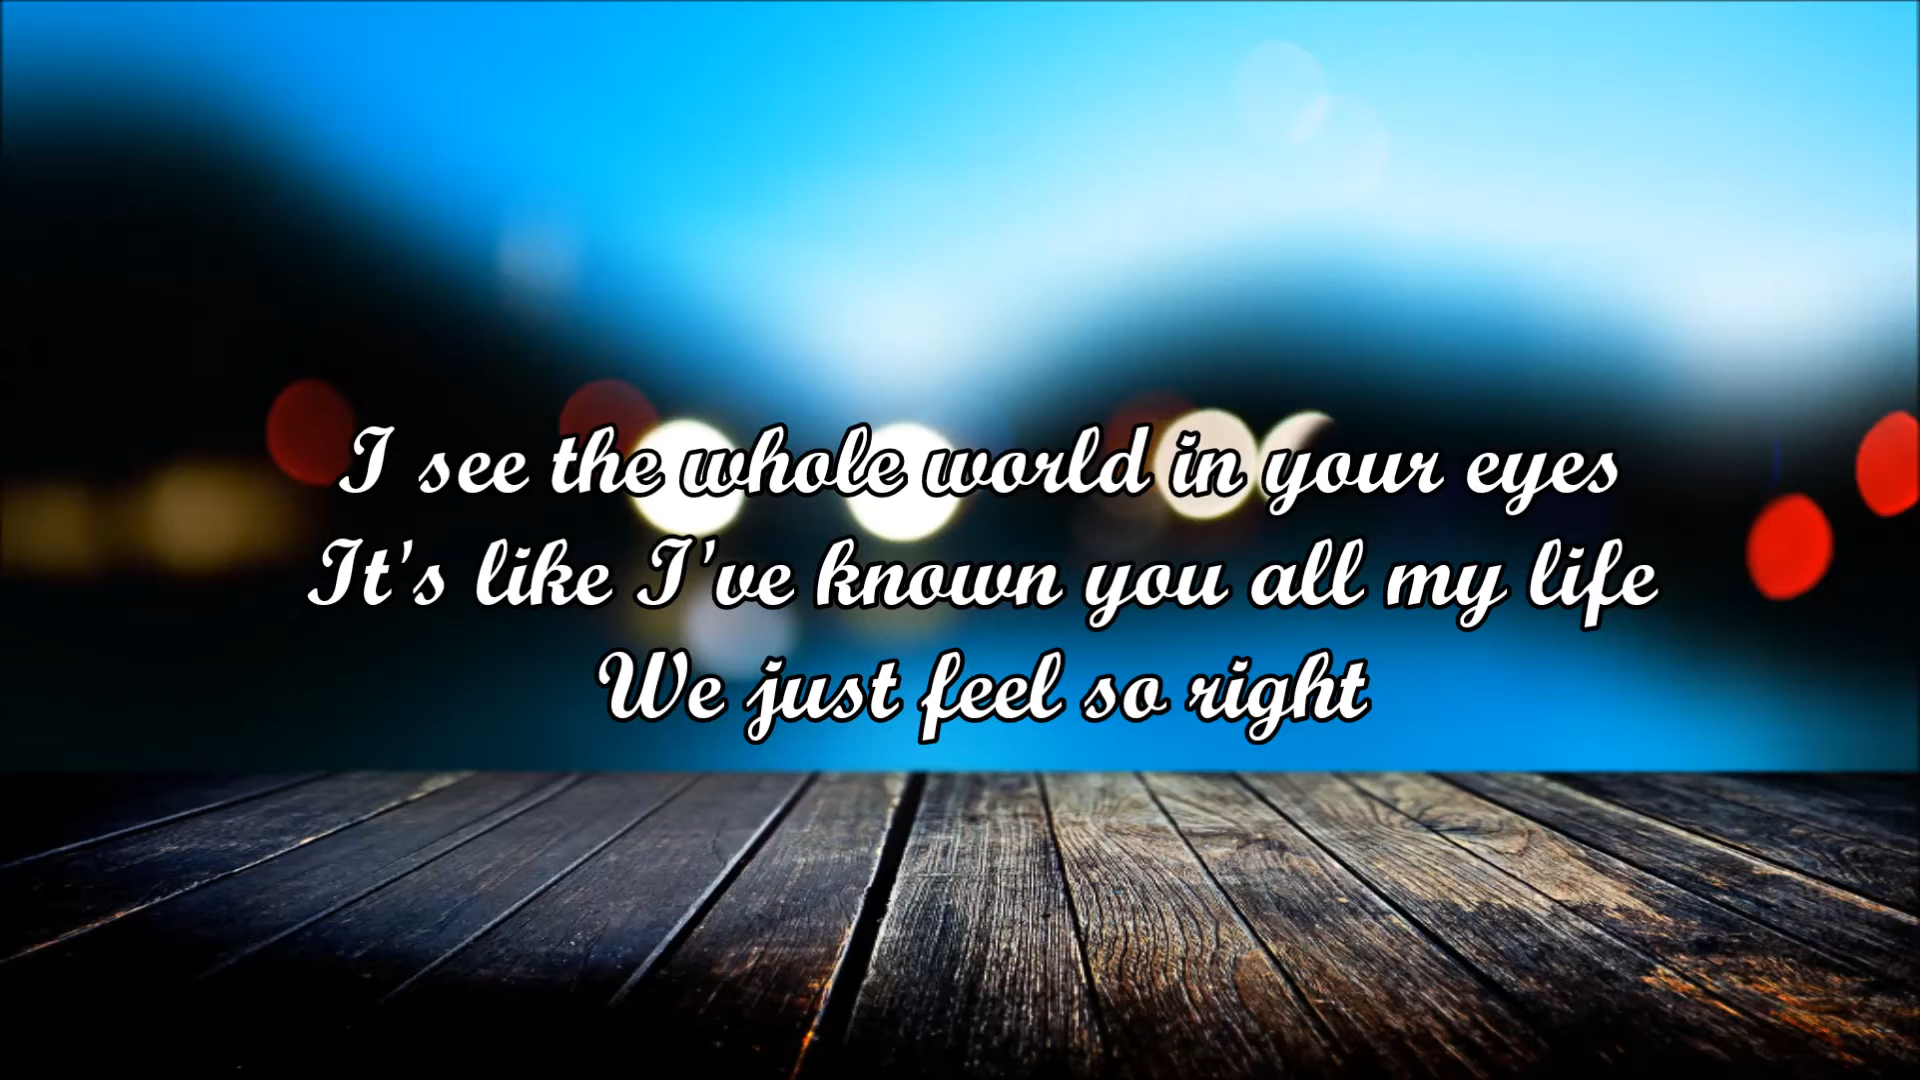 I see the whole world in your eyes
It's like I've known you all my life
We just feel so right